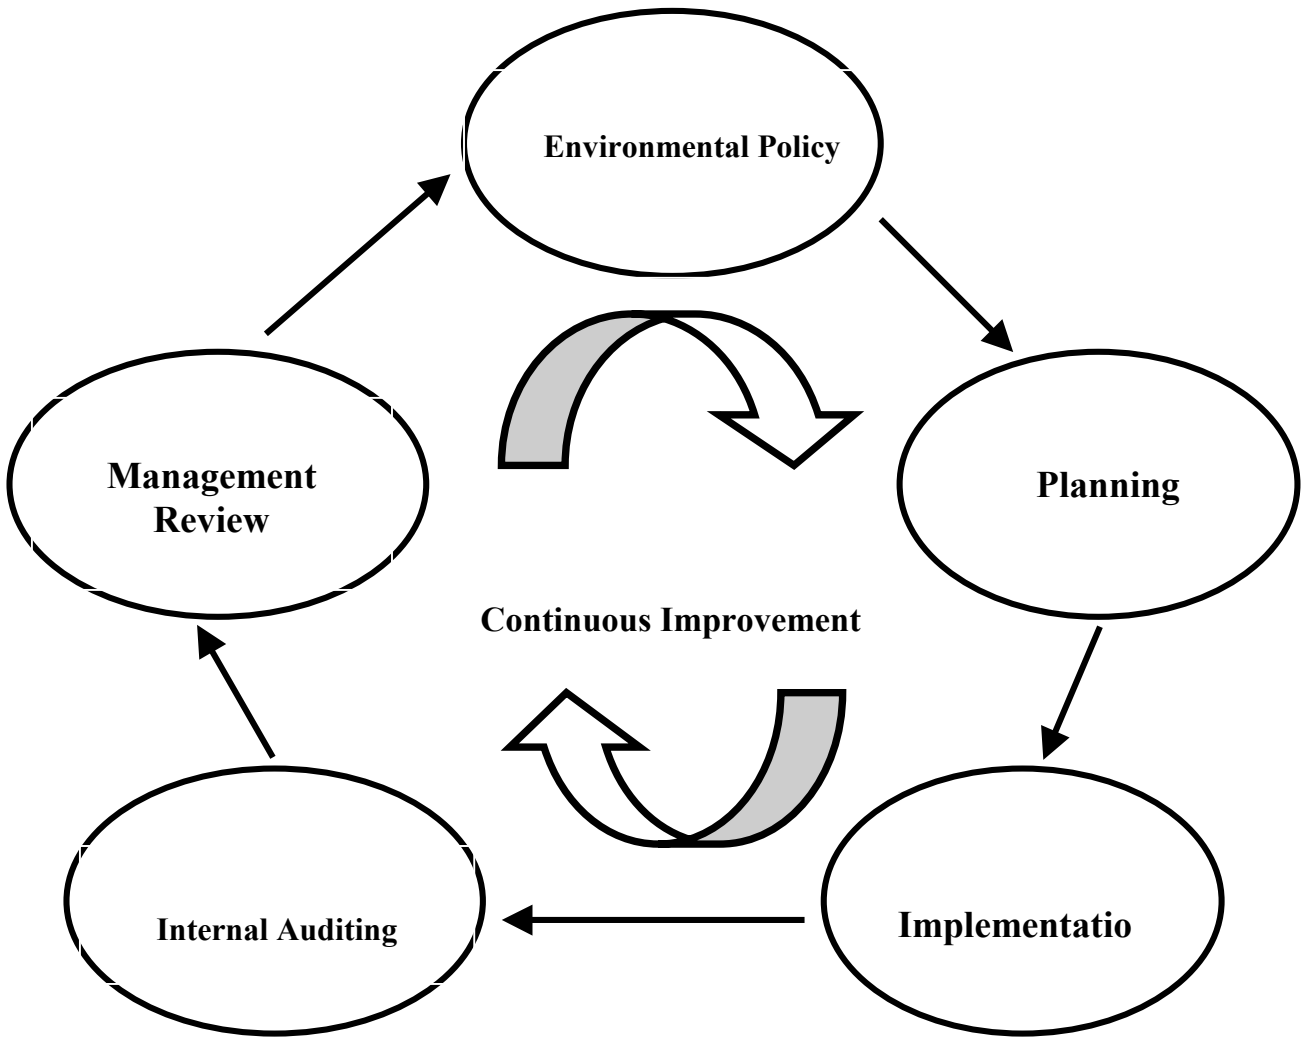 Environmental Policy
Management
Review
Planning
Continuous Improvement
Internal Auditing
Implementatio